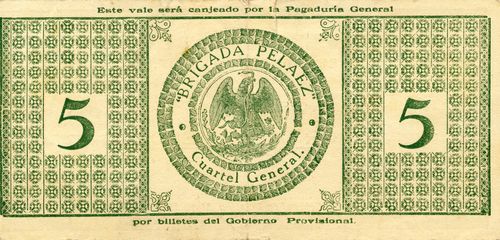 Este vale será canjeado por la Pagaduría General
"BRIGADA PELAEZ"
5
5
Cuartel General.
por billetes del Gobierno Provisional.